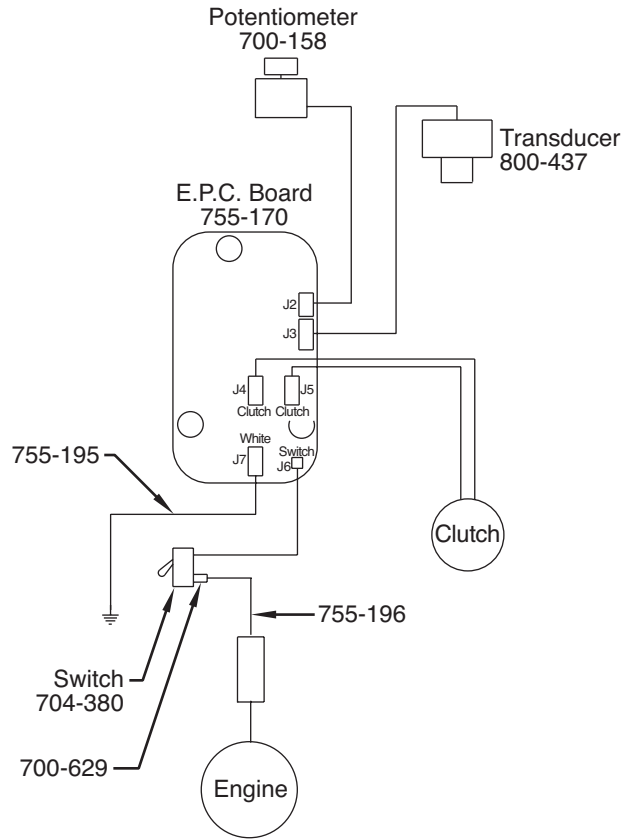 Potentiometer
700-158
Transducer
800-437
E.P.C. Board
755-170
J2
J3
J4
J5
Clutch
Clutch
White
Switch
J7
J6
755-195
Clutch
755-196
Switch
704-380
700-629
Engine